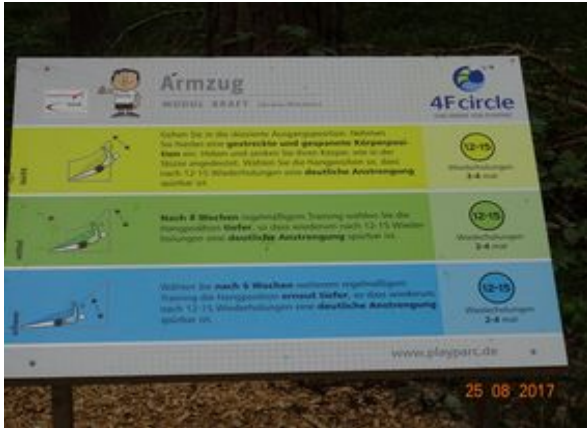 Armzug
MODUL KRAFT
4Fcircle
Gehen Sie in die skizzierte Ausgangsposition. Nehmen
Sie hierbei eine gestreckte und gespannte Körperposi-
tion ein. Heben und senken Sie Ihren Körper, wie in der
Skizze angedeutet. Wählen Sie die Hangposition so, dass
nach 12-15 Wiederholungen eine deutliche Anstrengung
spürbar ist.
12-15
Wiederholungen
2-4 mal
leicht
Nach 8 Wochen regelmäßigem Training wählen Sie die
Hangposition tiefer, so dass wiederum nach 12-15 Wieder-
holungen eine deutliche Anstrengung spürbar ist.
12-15
Wiederholungen
2-4 mal
mittel
Wählen Sie nach 6 Wochen weiterem regelmäßigem
Training die Hangposition erneut tiefer, so dass wiederum
nach 12-15 Wiederholungen eine deutliche Anstrengung
spürbar ist.
12-15
Wiederholungen
2-4 mal
schwer
www.playparc.de
25 08 2017